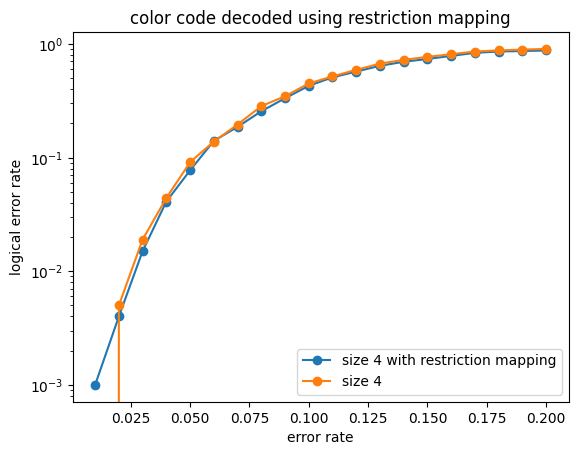 color code decoded using restriction mapping
10⁰
10⁻¹
10⁻²
10⁻³
logical error rate
size 4 with restriction mapping
size 4
0.025 0.050 0.075 0.100 0.125 0.150 0.175 0.200
error rate